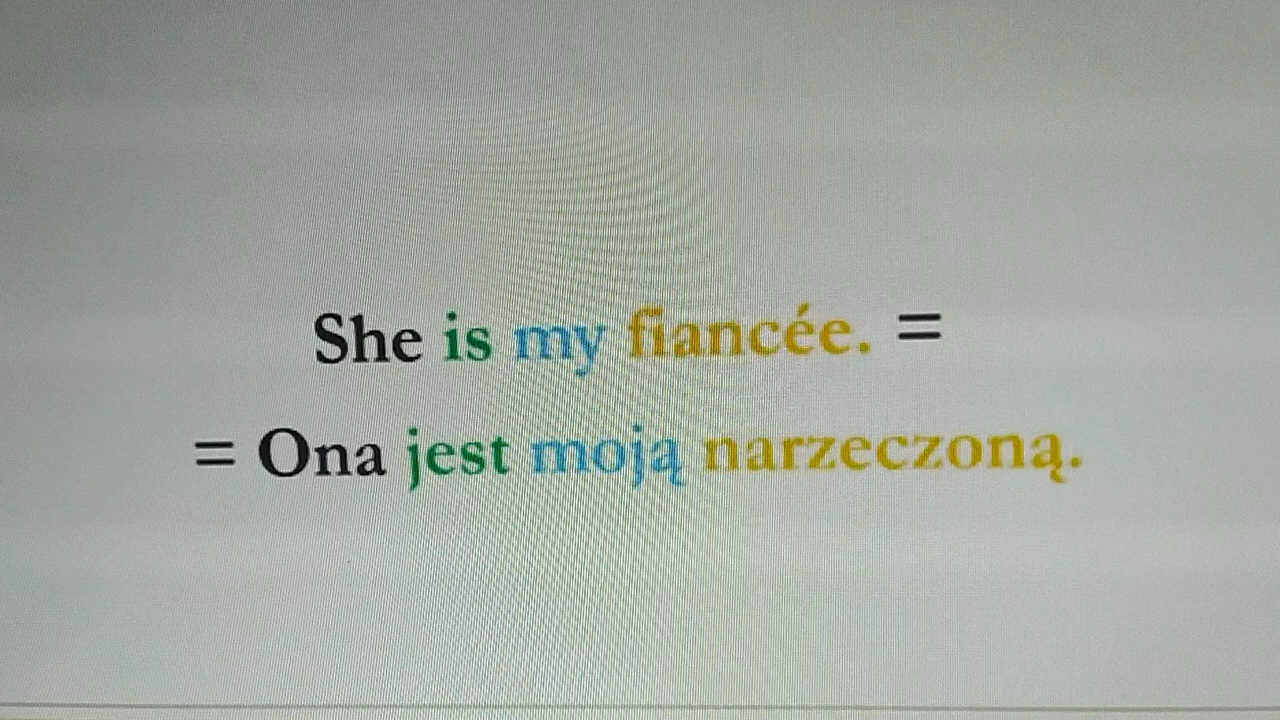 She is my fiancée. =
= Ona jest moją narzeczoną.